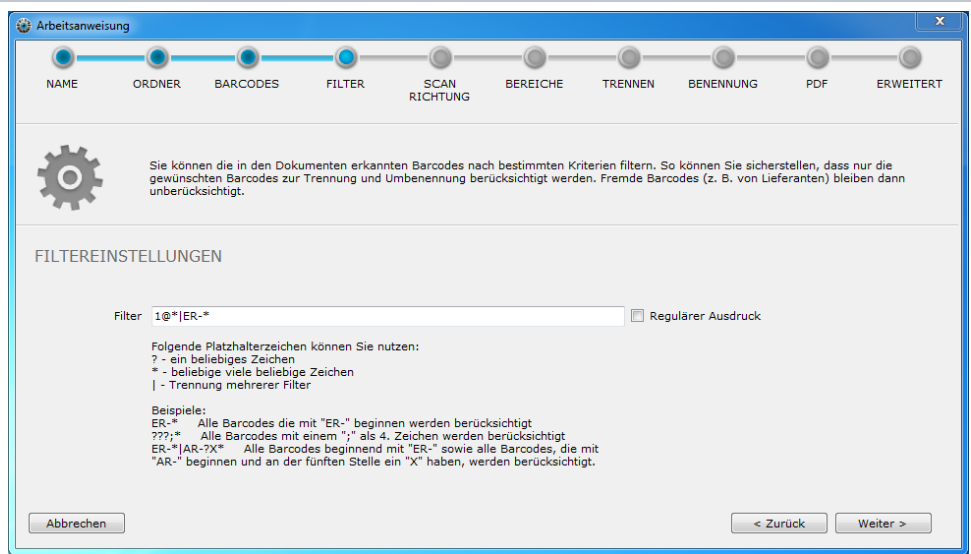 Arbeitsanweisung
x
NAME ORDNER BARCODES FILTER SCAN RICHTUNG BEREICHE TRENNEN BENENNUNG PDF ERWEITERT
Sie können die in den Dokumenten erkannten Barcodes nach bestimmten Kriterien filtern. So können Sie sicherstellen, dass nur die
gewünschten Barcodes zur Trennung und Umbenennung berücksichtigt werden. Fremde Barcodes (z. B. von Lieferanten) bleiben dann
unberücksichtigt.
FILTEREINSTELLUNGEN
Filter 1@*|ER-* Regulärer Ausdruck
Folgende Platzhalterzeichen können Sie nutzen:
? - ein beliebiges Zeichen
* - beliebige viele beliebige Zeichen
| - Trennung mehrerer Filter
Beispiele:
ER-* Alle Barcodes die mit "ER-" beginnen werden berücksichtigt
???;* Alle Barcodes mit einem ";" als 4. Zeichen werden berücksichtigt
ER-*|AR-?X* Alle Barcodes beginnend mit "ER-" sowie alle Barcodes, die mit
"AR-" beginnen und an der fünften Stelle ein "X" haben, werden berücksichtigt.
Abbrechen < Zurück Weiter >